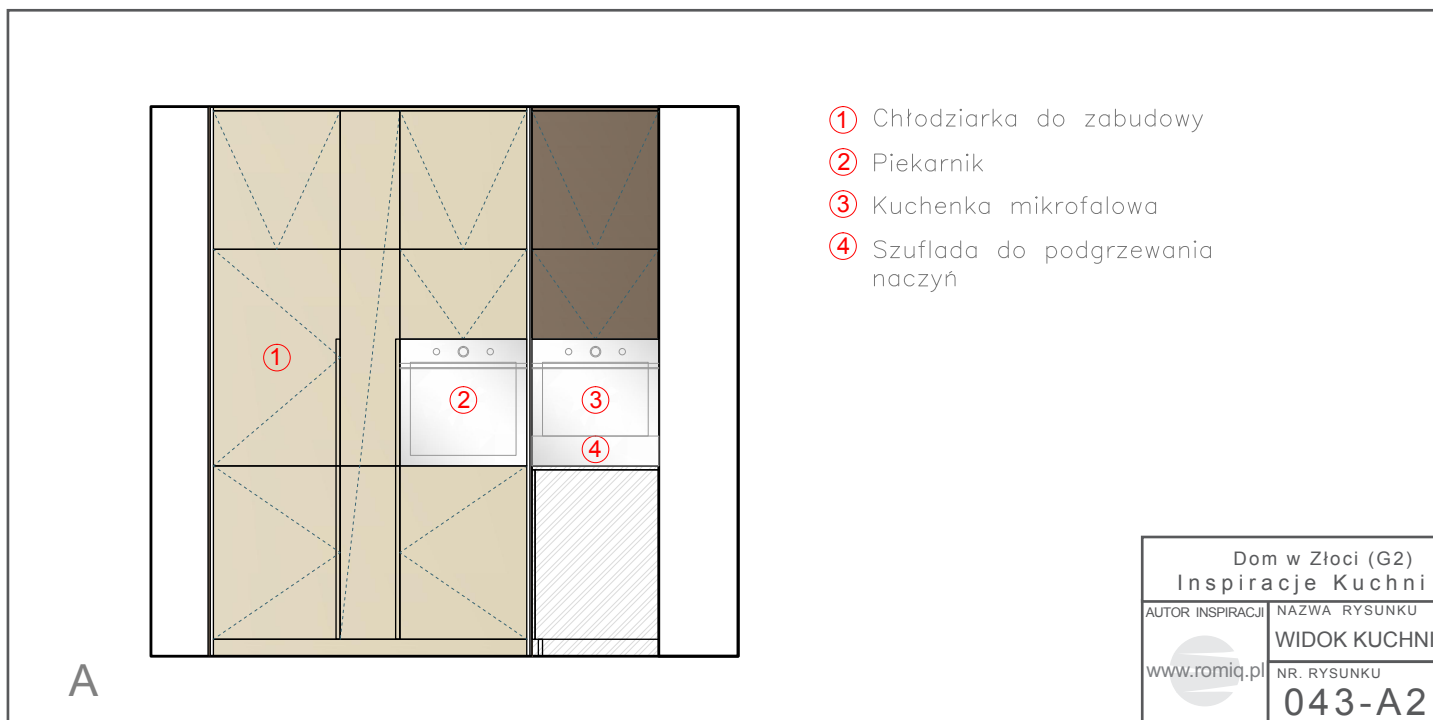 1 Chłodziarka do zabudowy
2 Piekarnik
3 Kuchenka mikrofalowa
4 Szuflada do podgrzewania
naczyń
1
2
3
4
A
Dom w Złoci (G2)
Inspiracje Kuchni
AUTOR INSPIRACJI
www.romiq.pl
NAZWA RYSUNKU
WIDOK KUCHNI
NR. RYSUNKU
043-A2